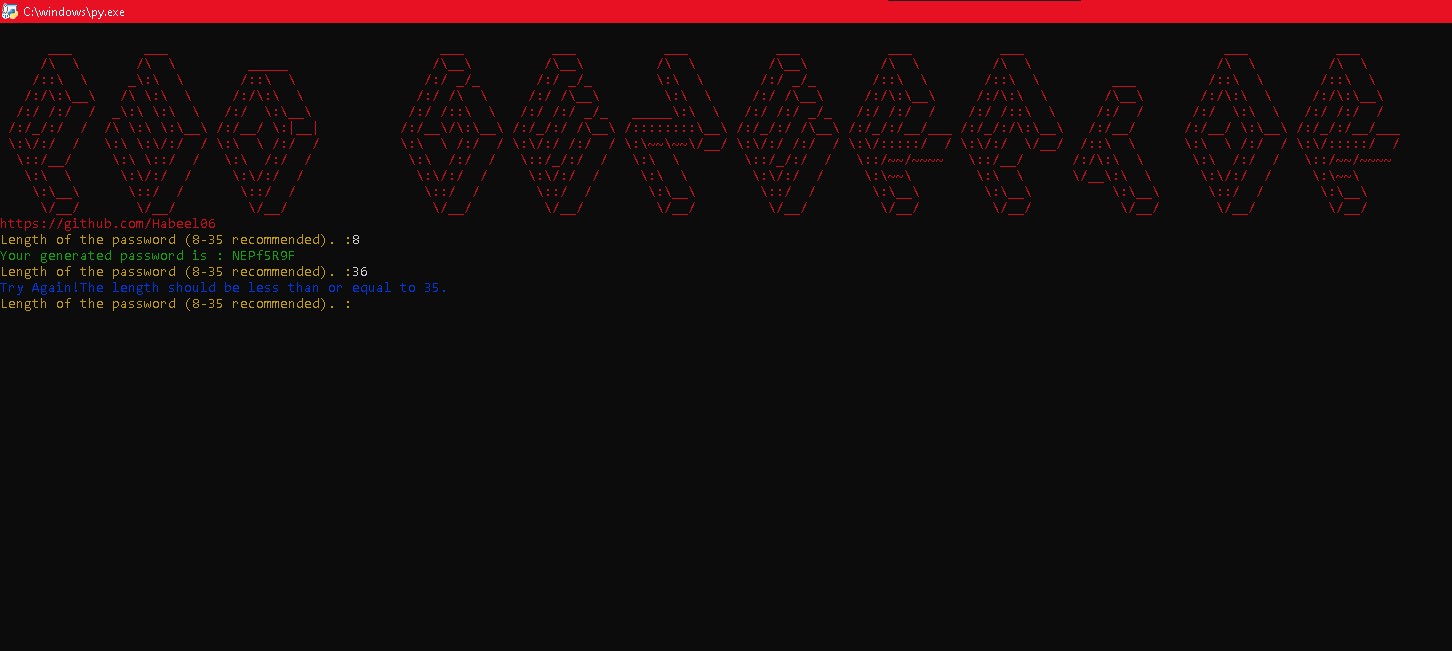 C:\windows\py.exe
PSD GENERATOR
https://github.com/Habeel06
Length of the password (8-35 recommended). :8
Your generated password is : NEPf5R9F
Length of the password (8-35 recommended). :36
Try Again!The length should be less than or equal to 35.
Length of the password (8-35 recommended). :